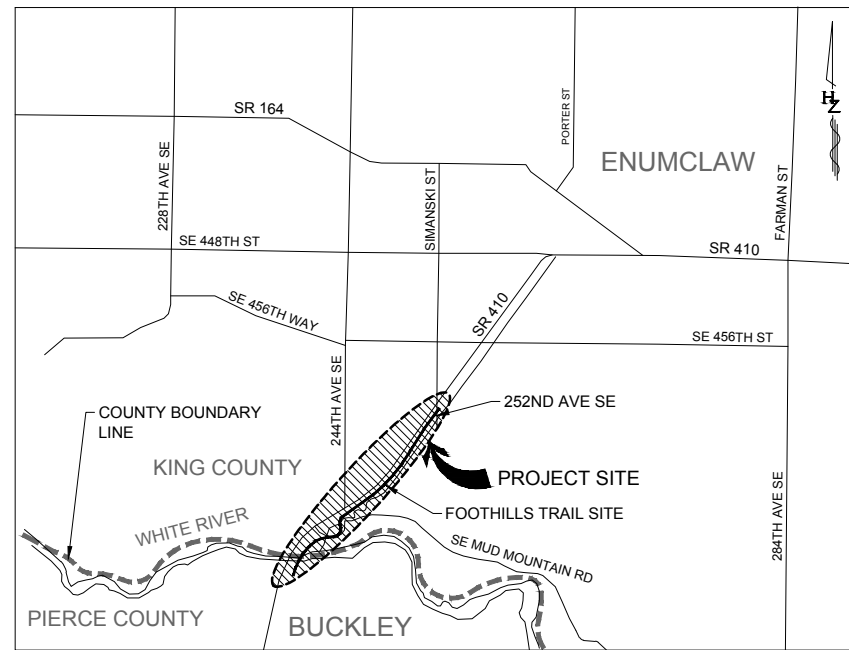 SR 164
PORTER ST
ENUMCLAW
228TH AVE SE
SIMANSKI ST
FARMAN ST
SE 448TH ST
SR 410
SE 456TH WAY
SR 410
SE 456TH ST
244TH AVE SE
252ND AVE SE
COUNTY BOUNDARY
LINE
KING COUNTY
PROJECT SITE
FOOTHILLS TRAIL SITE
WHITE RIVER
SE MUD MOUNTAIN RD
284TH AVE SE
PIERCE COUNTY
BUCKLEY